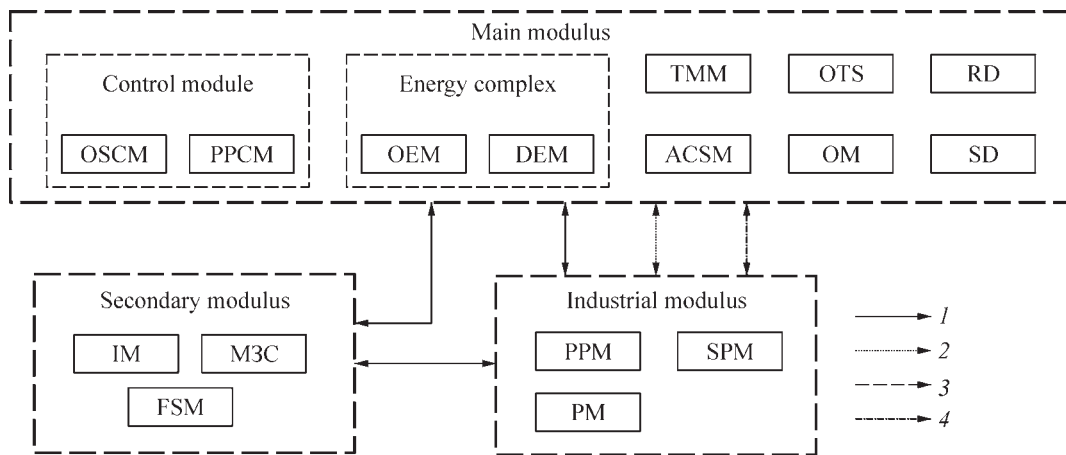 Main modulus
Control module
Energy complex
TMM
OTS
RD
OSCM
PPCM
OEM
DEM
ACSM
OM
SD
Secondary modulus
IM
МЗС
FSM
Industrial modulus
PPM
SPM
PM
1
2
3
4